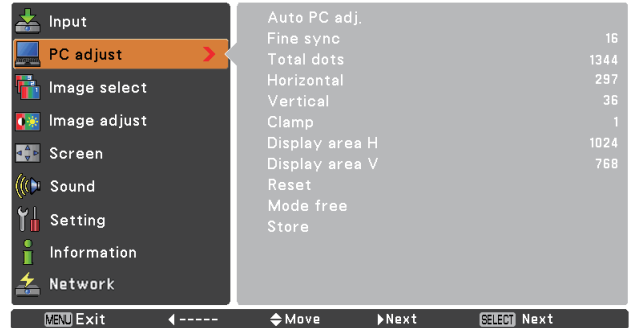 Input
PC adjust
Image select
Image adjust
Screen
Sound
Setting
Information
Network
Auto PC adj.
Fine sync 16
Total dots 1344
Horizontal 297
Vertical 36
Clamp 1
Display area H 1024
Display area V 768
Reset
Mode free
Store
MENU Exit ----- Move Next SELECT Next